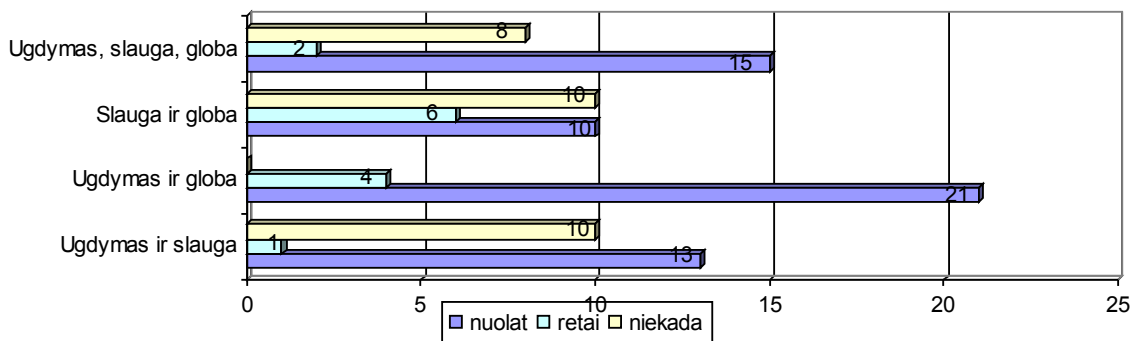 Ugdymas, slauga, globa
8
2
15
Slauga ir globa
10
6
10
Ugdymas ir globa
4
21
Ugdymas ir slauga
10
1
13
0 5 10 15 20 25
nuolat retai niekada